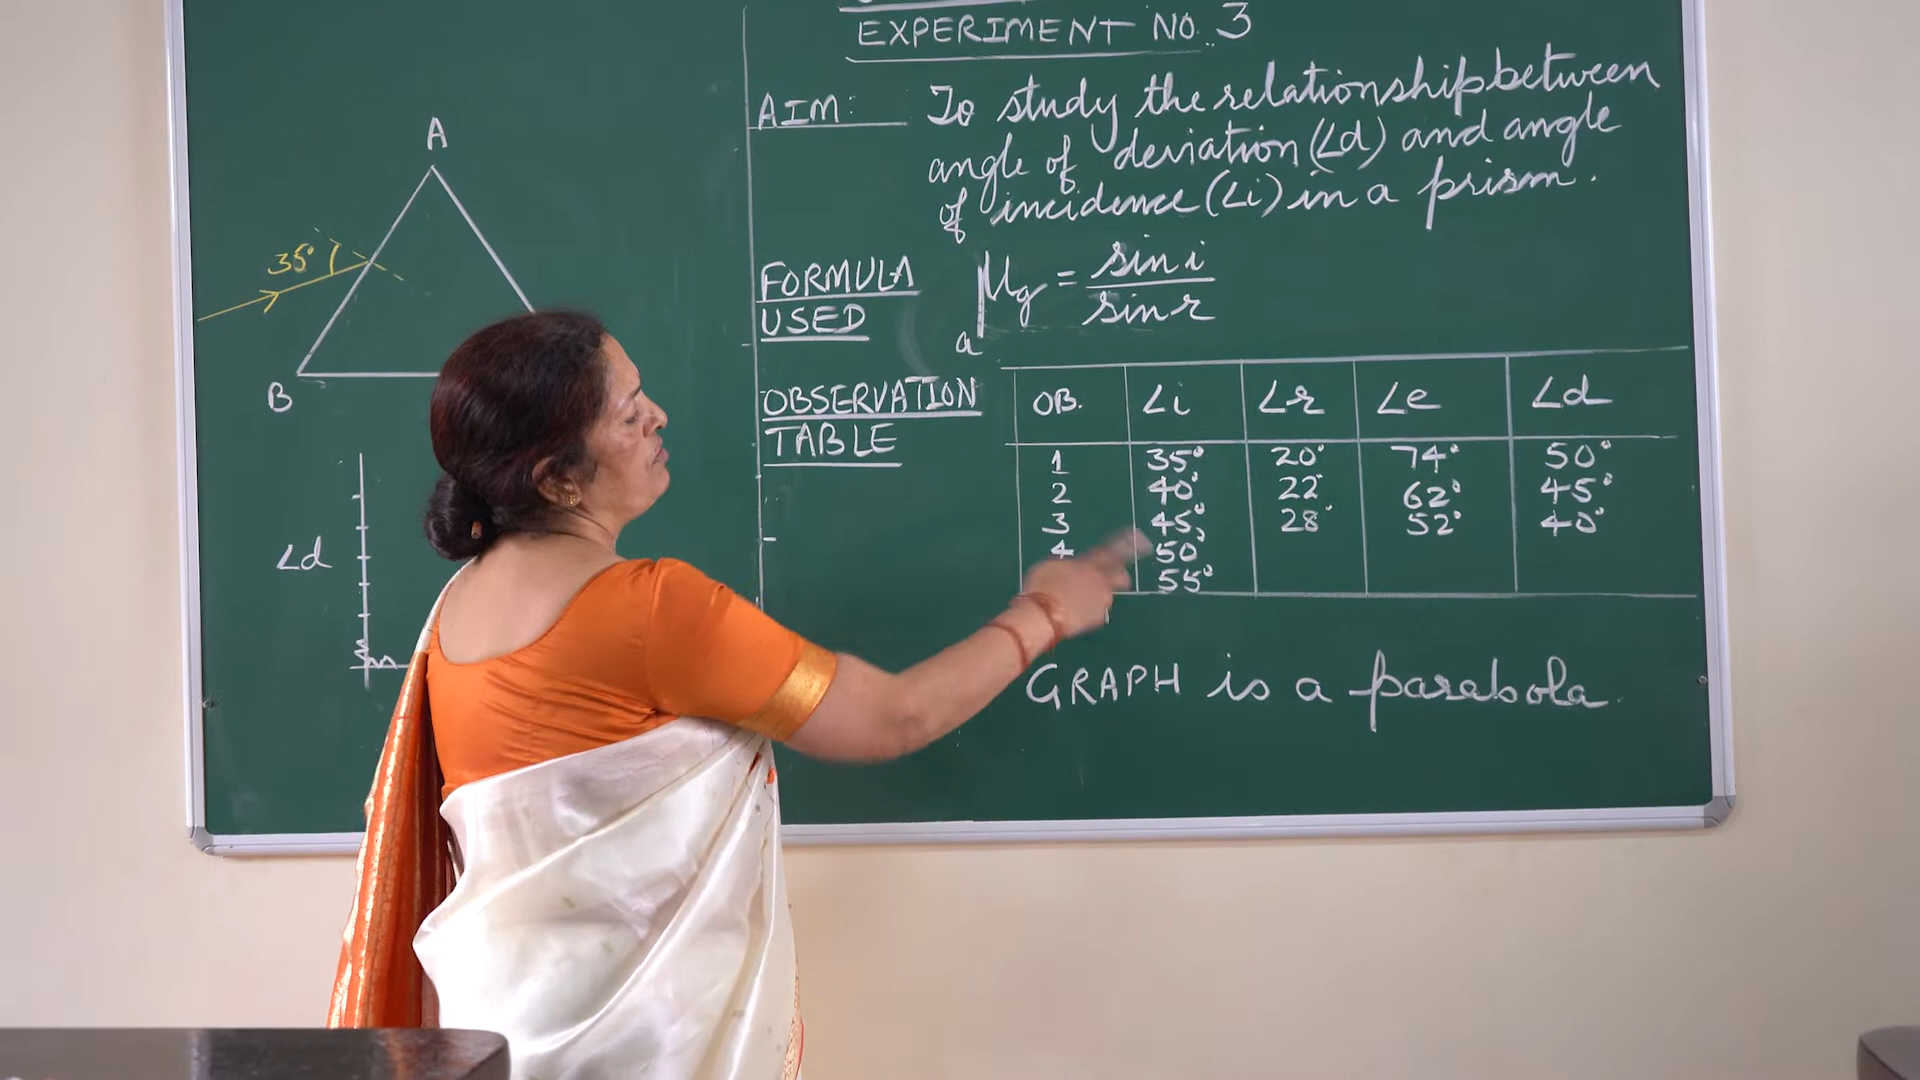 EXPERIMENT NO. 3
AIM: To study the relationship between
angle of deviation (∠d) and angle
of incidence (∠i) in a prism.
FORMULA
USED
aμg = sin i / sin r
OBSERVATION
TABLE
OB. ∠i ∠r ∠e ∠d
1 35° 20° 74° 50°
2 40° 22° 62° 45°
3 45° 28° 52° 40°
4 50°
55°
GRAPH is a parabola
A
35°
B
∠d